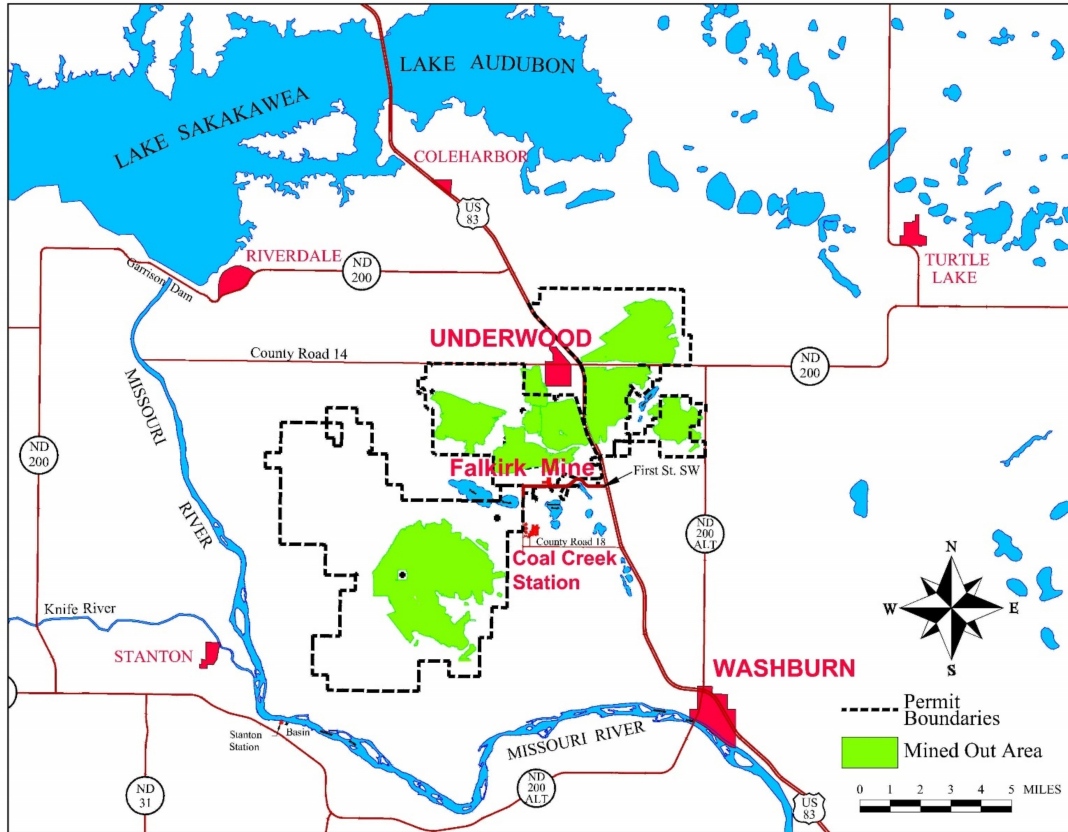 LAKE AUDUBON
LAKE SAKAKAWEA
COLEHARBOR
US
83
RIVERDALE
ND
200
TURTLE
LAKE
Garrison Dam
UNDERWOOD
County Road 14
ND
200
MISSOURI
RIVER
ND
200
Falkirk Mine
First St. SW
ND
200
ALT
County Road 18
Coal Creek
Station
N
W
E
S
Knife River
STANTON
WASHBURN
Permit
Boundaries
Stanton
Station
Basin
MISSOURI RIVER
Mined Out Area
ND
31
ND
200
ALT
US
83
0 1 2 3 4 5 MILES